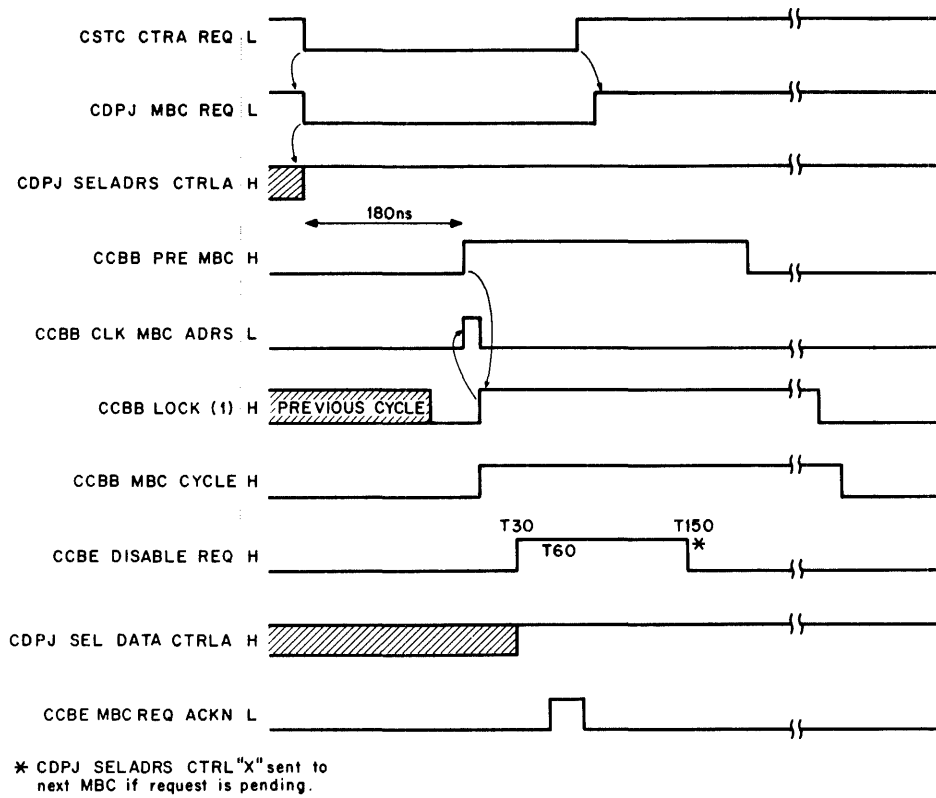 CSTC CTRA REQ L
CDPJ MBC REQ L
CDPJ SELADRS CTRLA H
180ns
CCBB PRE MBC H
CCBB CLK MBC ADRS L
CCBB LOCK (1) H PREVIOUS CYCLE
CCBB MBC CYCLE H
T30 T150
CCBE DISABLE REQ H T60 *
CDPJ SEL DATA CTRLA H
CCBE MBC REQ ACKN L
* CDPJ SELADRS CTRL "X" sent to
next MBC if request is pending.